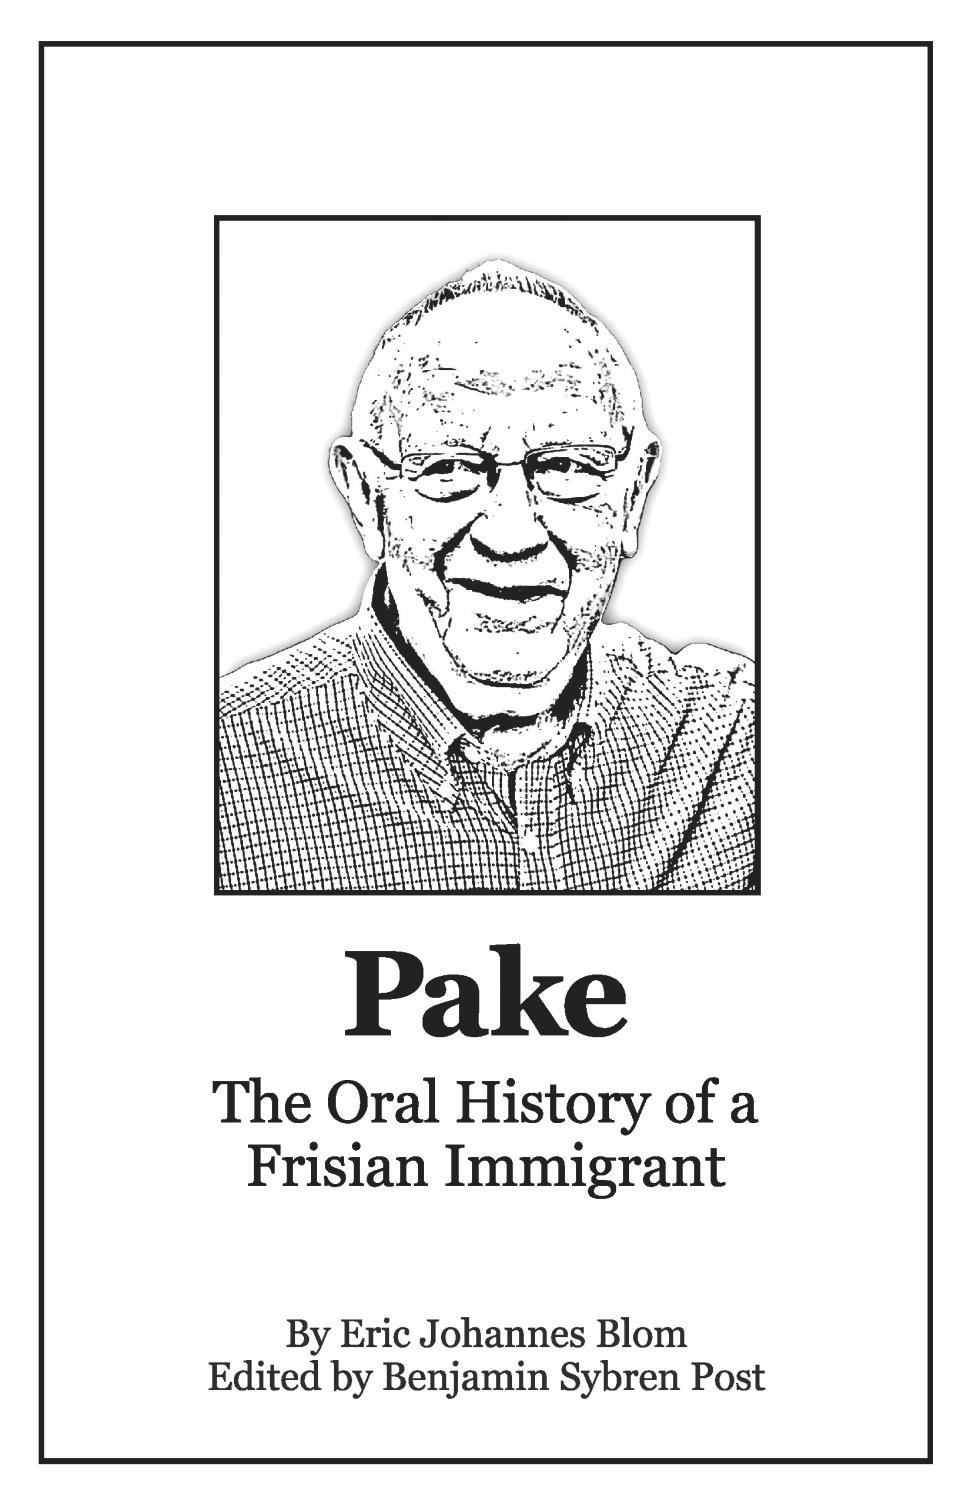 Pake
The Oral History of a
Frisian Immigrant
By Eric Johannes Blom
Edited by Benjamin Sybren Post